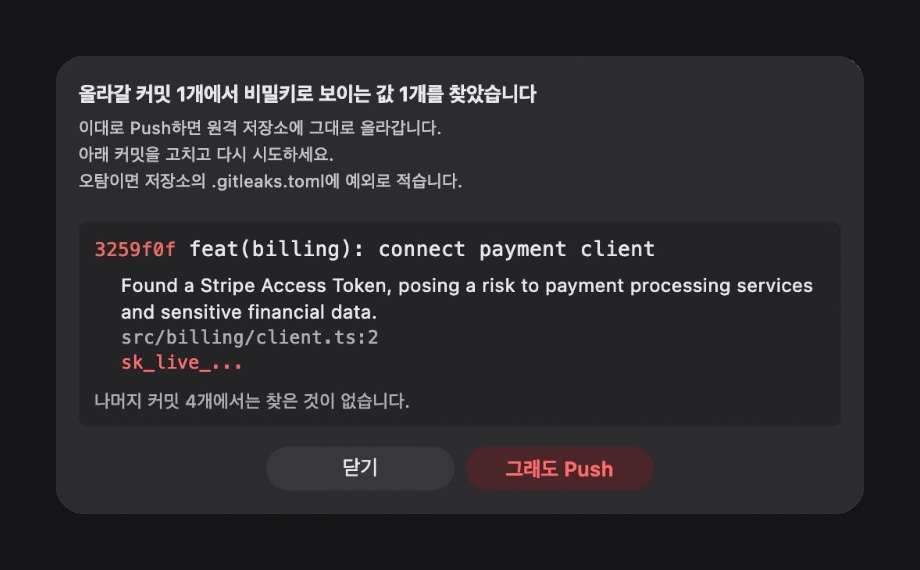 올라갈 커밋 1개에서 비밀키로 보이는 값 1개를 찾았습니다
이대로 Push하면 원격 저장소에 그대로 올라갑니다.
아래 커밋을 고치고 다시 시도하세요.
오탐이면 저장소의 .gitleaks.toml에 예외로 적습니다.
3259f0f feat(billing): connect payment client
Found a Stripe Access Token, posing a risk to payment processing services
and sensitive financial data.
src/billing/client.ts:2
sk_live_...
나머지 커밋 4개에서는 찾은 것이 없습니다.
닫기
그래도 Push